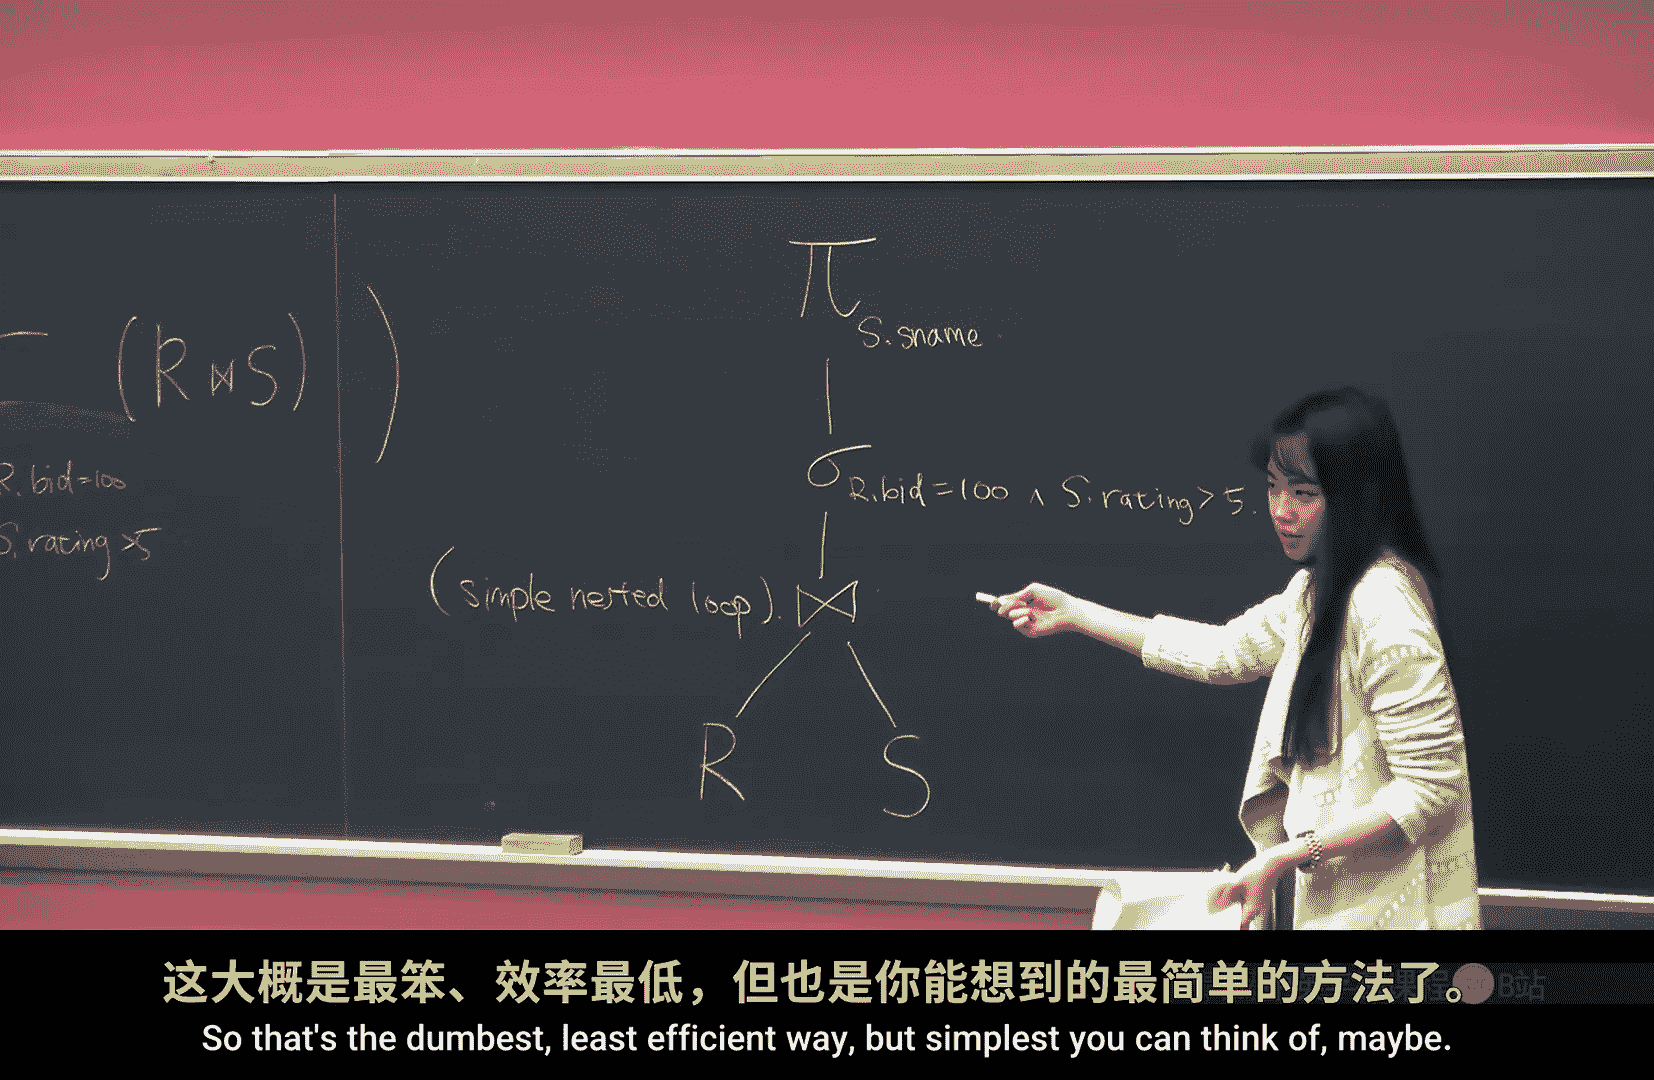 π
S.sname
(R⋈S) )
R.bid=100
S.rating>5
σ R.bid=100 ∧ S.rating>5.
(simple nested loop). ⋈
R S
这大概是最笨、效率最低，但也是你能想到的最简单的方法了。
B站
So that's the dumbest, least efficient way, but simplest you can think of, maybe.